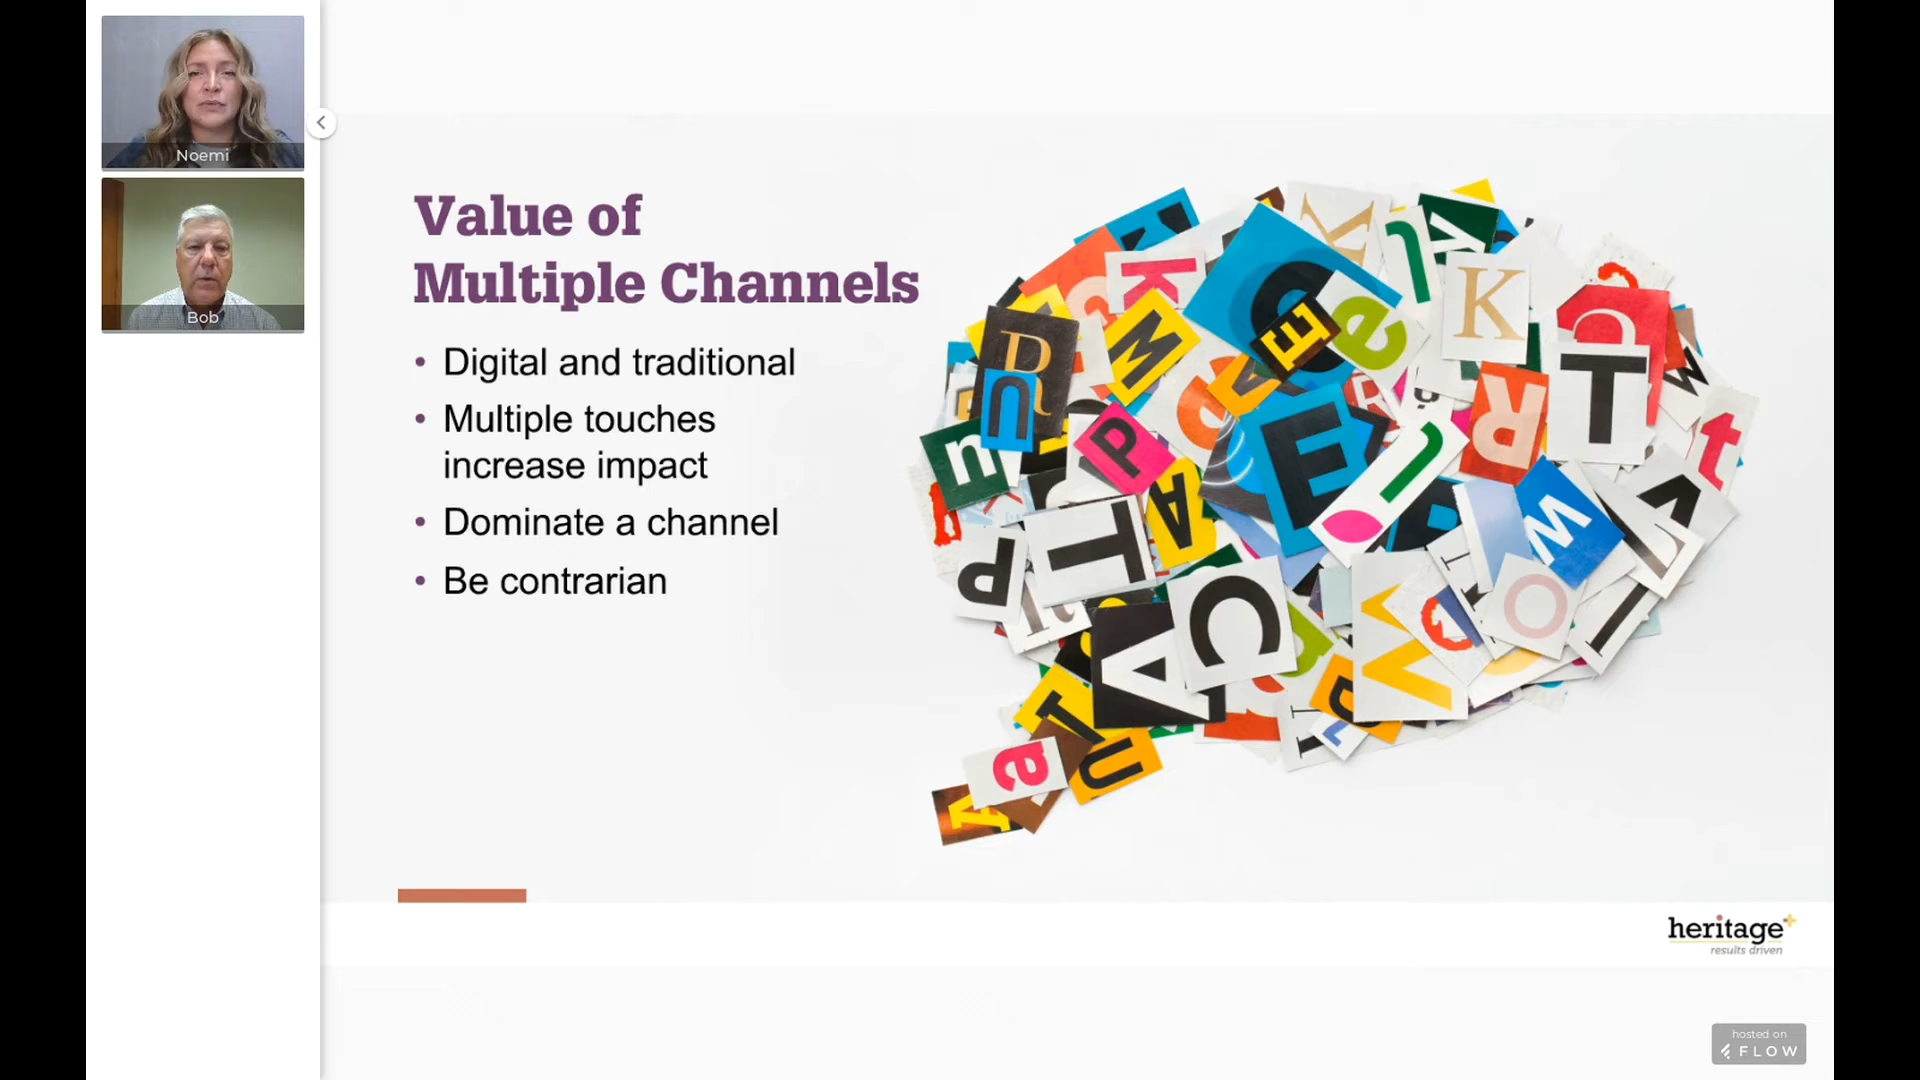 Noemi
Bob
Value of
Multiple Channels
• Digital and traditional
• Multiple touches
increase impact
• Dominate a channel
• Be contrarian
heritage+
results driven
hosted on
FLOW